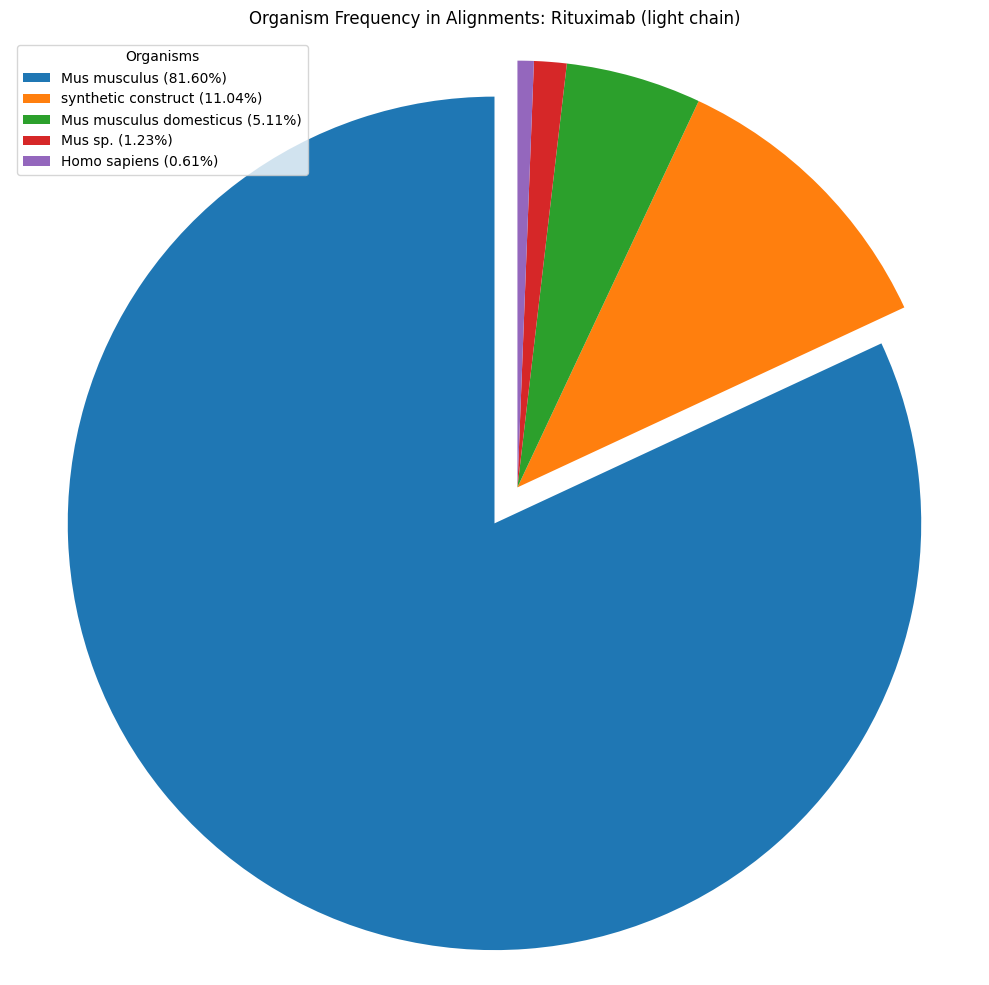 Organism Frequency in Alignments: Rituximab (light chain)
Organisms
Mus musculus (81.60%)
synthetic construct (11.04%)
Mus musculus domesticus (5.11%)
Mus sp. (1.23%)
Homo sapiens (0.61%)